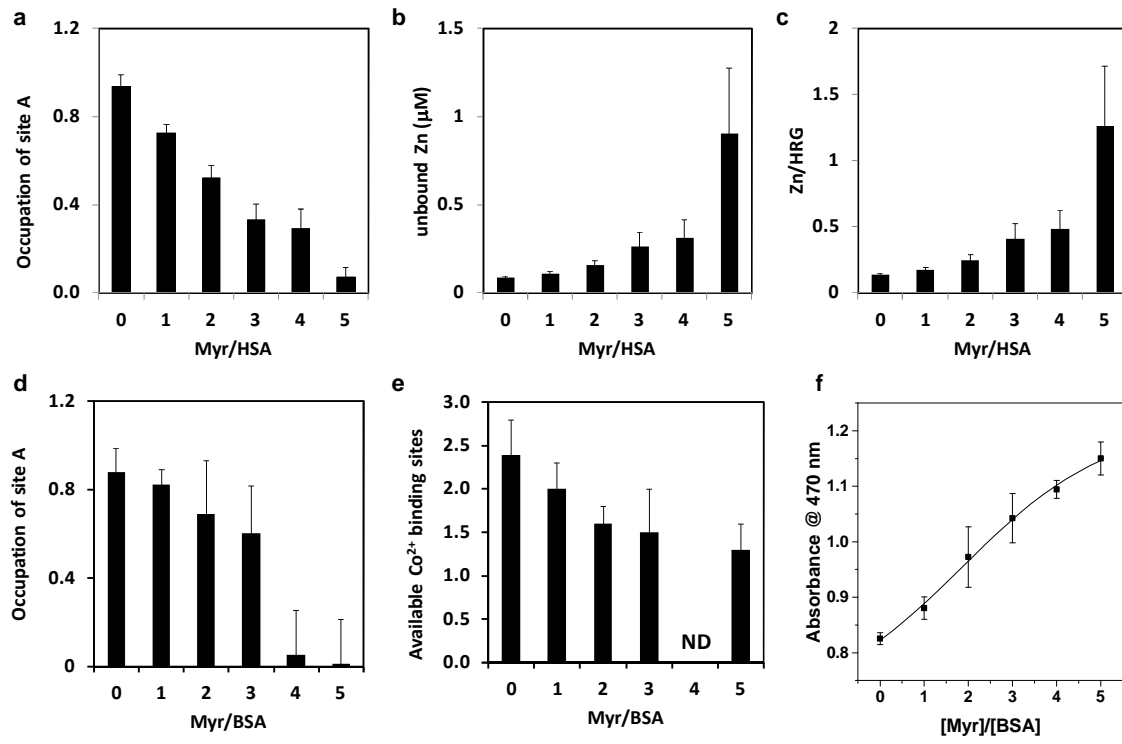 a
1.2
0.8
0.4
0.0
Occupation of site A
0 1 2 3 4 5
Myr/HSA
b
1.5
1
0.5
0
unbound Zn (μM)
0 1 2 3 4 5
Myr/HSA
c
2
1.5
1
0.5
0
Zn/HRG
0 1 2 3 4 5
Myr/HSA
d
1.2
0.8
0.4
0
Occupation of site A
0 1 2 3 4 5
Myr/BSA
e
3.0
2.5
2.0
1.5
1.0
0.5
0.0
Available Co²⁺ binding sites
ND
0 1 2 3 4 5
Myr/BSA
f
1.2
1.1
1.0
0.9
0.8
Absorbance @ 470 nm
0 1 2 3 4 5
[Myr]/[BSA]